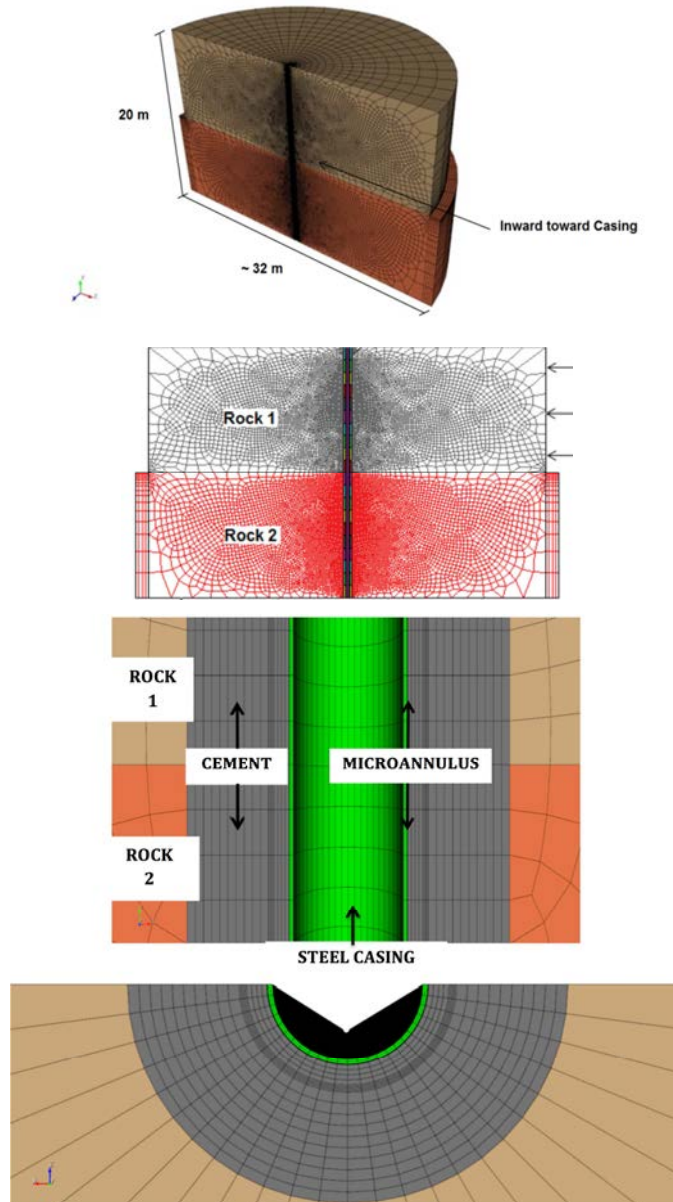 20 m
Inward toward Casing
~ 32 m
Rock 1
Rock 2
ROCK
1
CEMENT
MICROANNULUS
ROCK
2
STEEL CASING